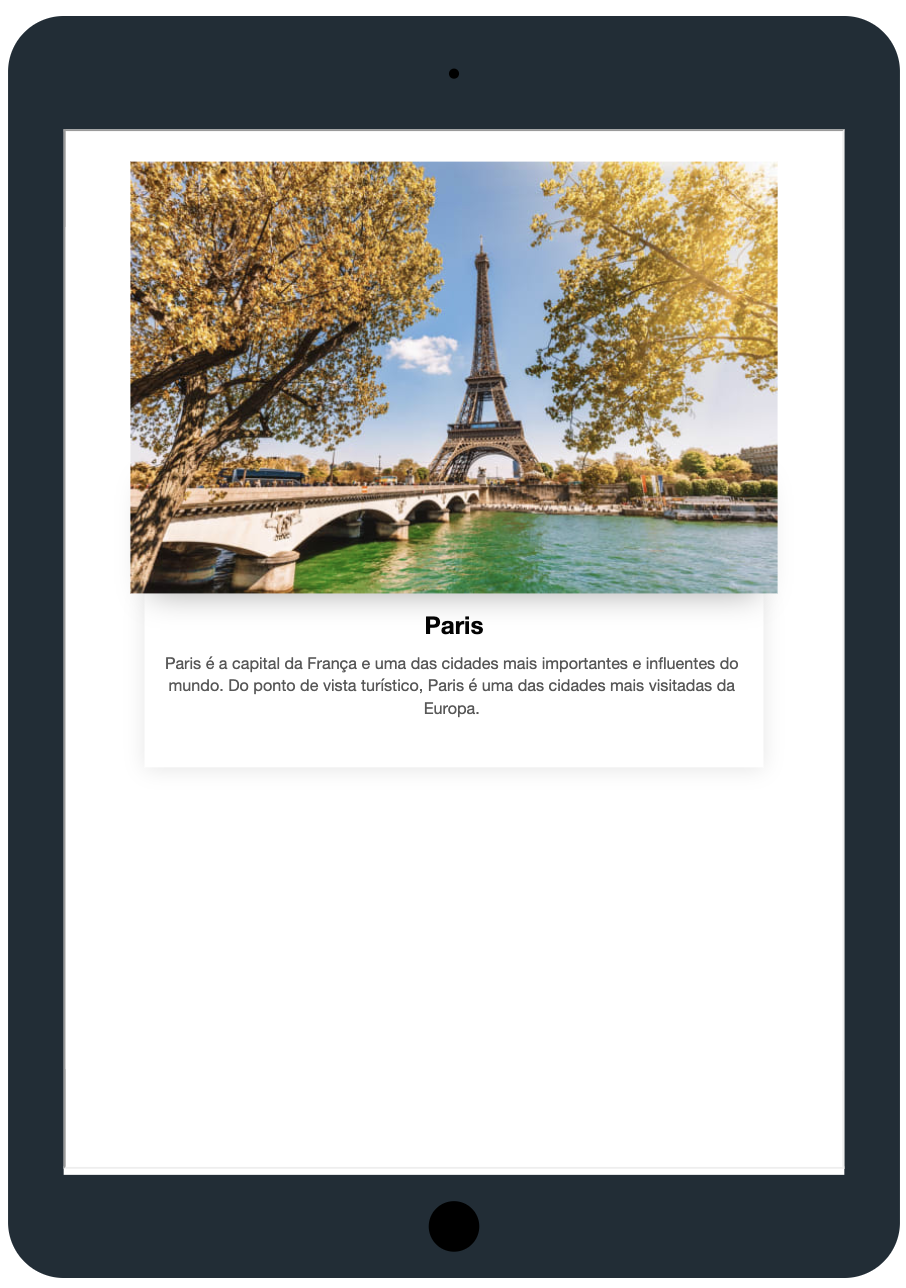 Paris
Paris é a capital da França e uma das cidades mais importantes e influentes do
mundo. Do ponto de vista turístico, Paris é uma das cidades mais visitadas da
Europa.